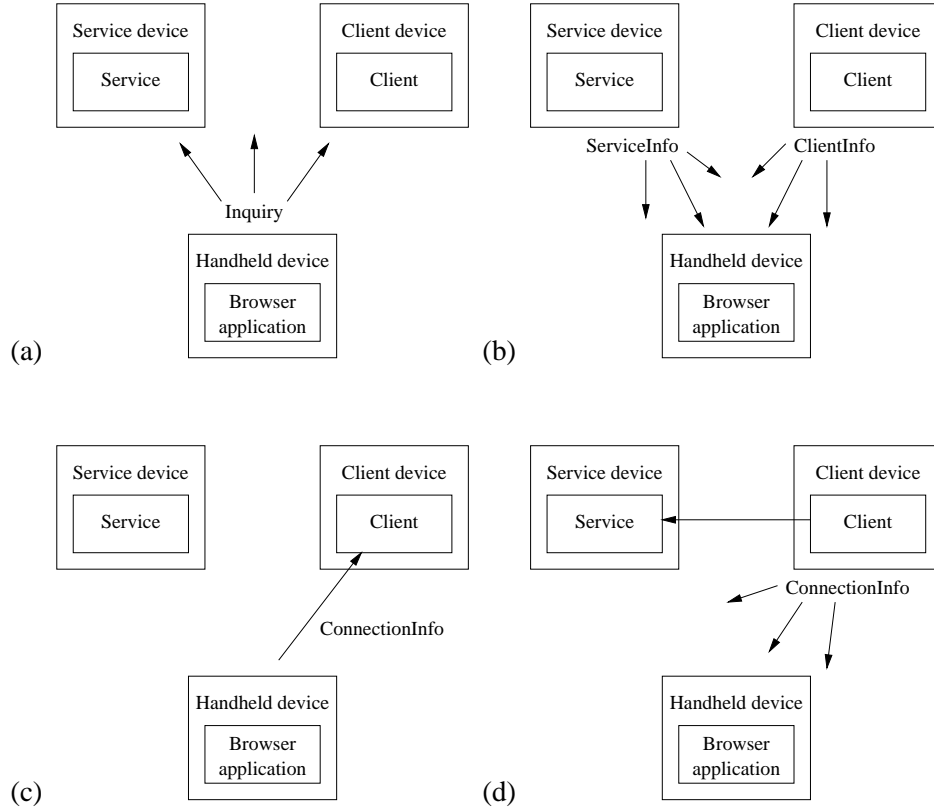 Service device
Service
Client device
Client
Inquiry
Handheld device
Browser
application
(a)
Service device
Service
Client device
Client
ServiceInfo
ClientInfo
Handheld device
Browser
application
(b)
Service device
Service
Client device
Client
ConnectionInfo
Handheld device
Browser
application
(c)
Service device
Service
Client device
Client
ConnectionInfo
Handheld device
Browser
application
(d)